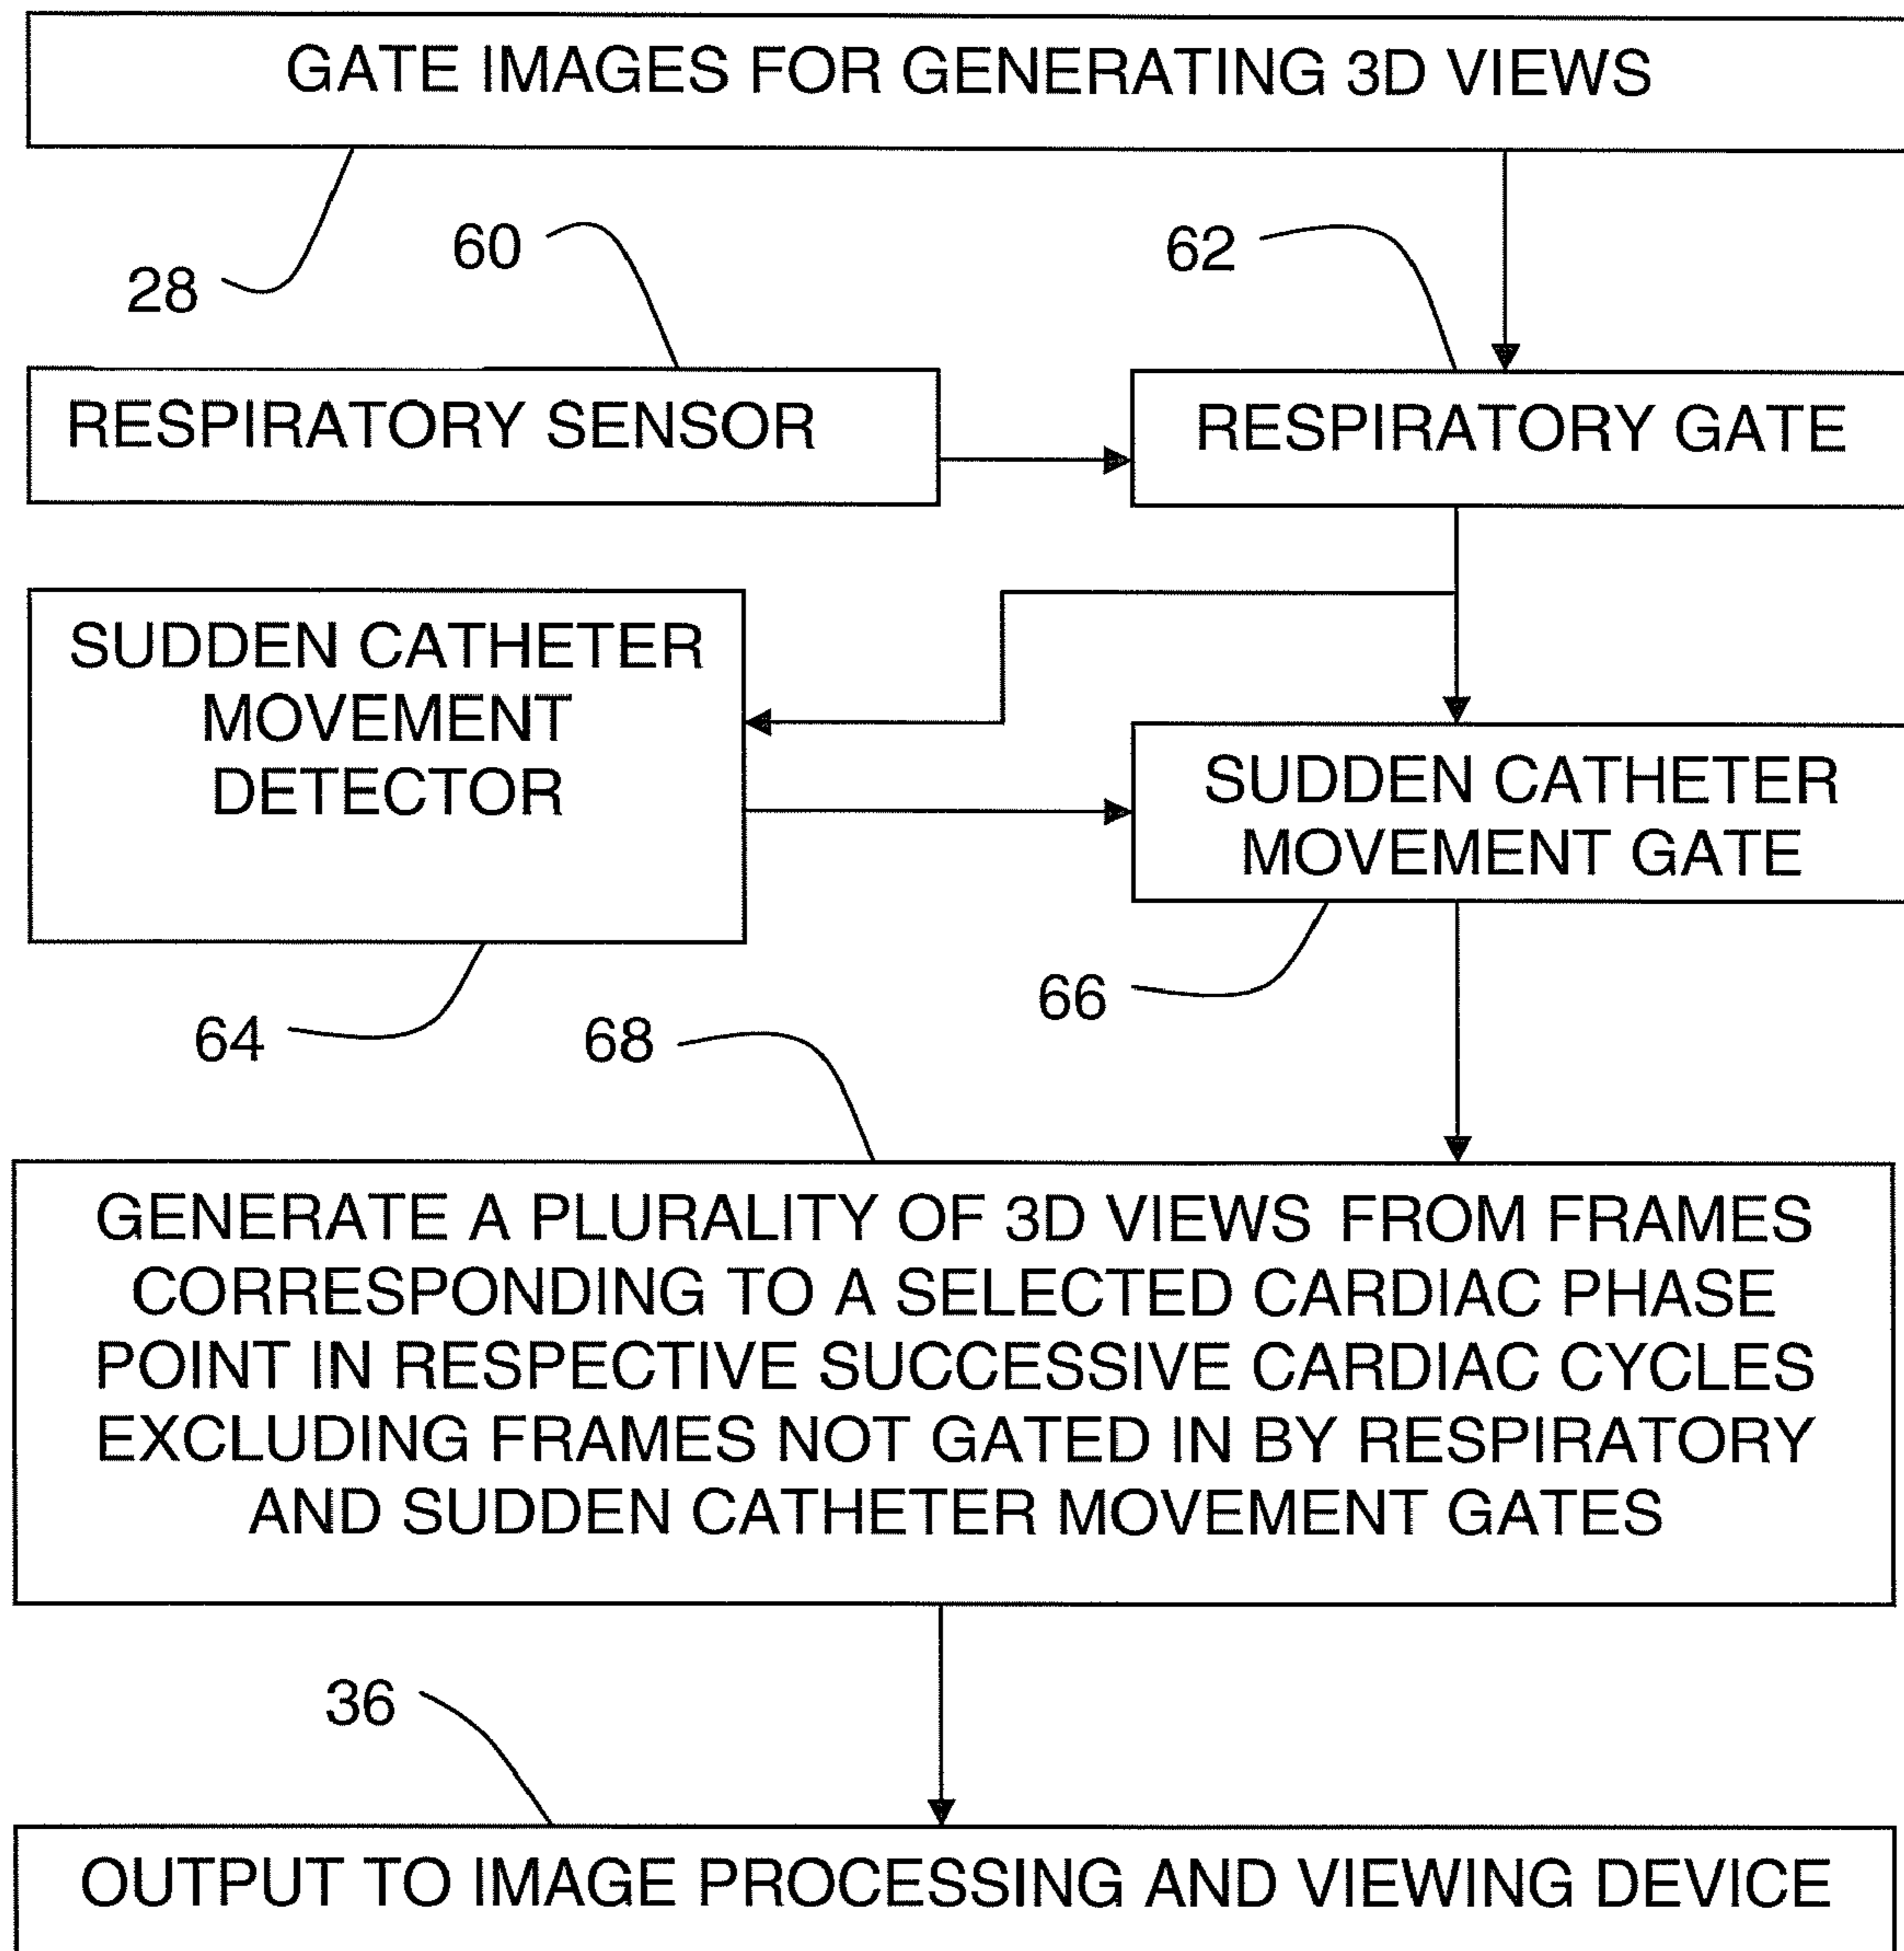 GATE IMAGES FOR GENERATING 3D VIEWS
28
60
62
RESPIRATORY SENSOR
RESPIRATORY GATE
SUDDEN CATHETER
MOVEMENT
DETECTOR
SUDDEN CATHETER
MOVEMENT GATE
64
66
68
GENERATE A PLURALITY OF 3D VIEWS FROM FRAMES
CORRESPONDING TO A SELECTED CARDIAC PHASE
POINT IN RESPECTIVE SUCCESSIVE CARDIAC CYCLES
EXCLUDING FRAMES NOT GATED IN BY RESPIRATORY
AND SUDDEN CATHETER MOVEMENT GATES
36
OUTPUT TO IMAGE PROCESSING AND VIEWING DEVICE